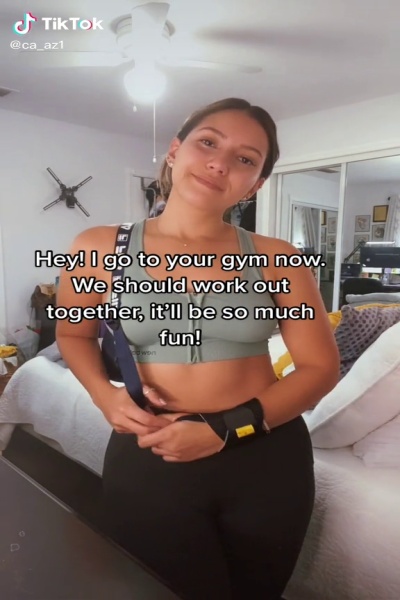 TikTok
@ca_az1
Hey! I go to your gym now.
We should work out
together, it'll be so much
fun!